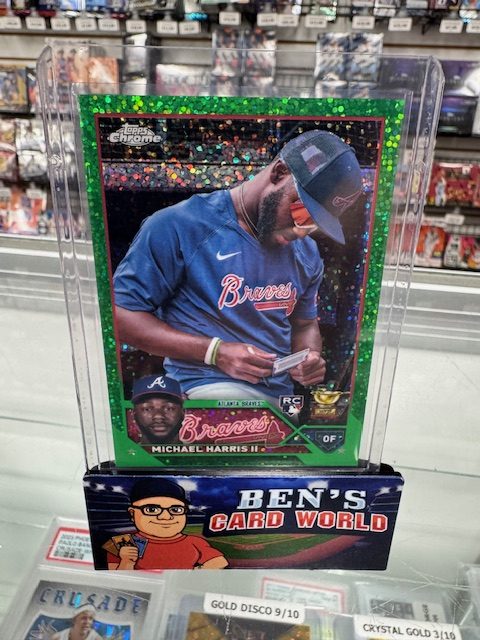 Topps
Chrome
Braves
ATLANTA BRAVES
RC
A
Braves
OF
MICHAEL HARRIS II
BEN'S
CARD WORLD
CRUSADE
GOLD DISCO 9/10
CRYSTAL GOLD 3/10